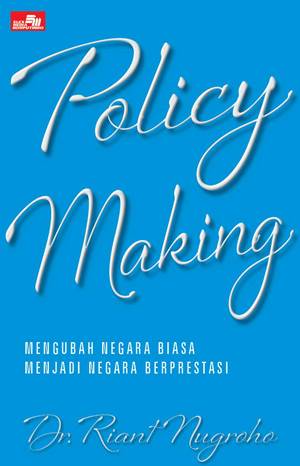 Policy
Making
MENGUBAH NEGARA BIASA
MENJADI NEGARA BERPRESTASI
Dr. Riant Nugroho